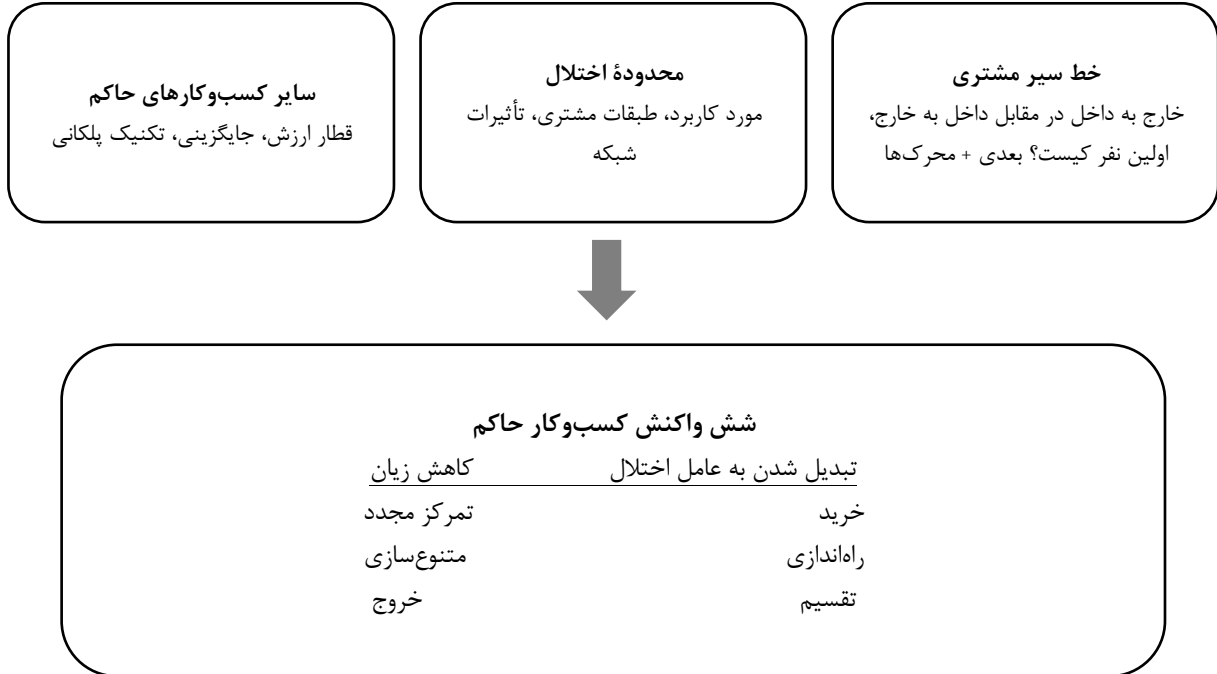 خط سیر مشتری
خارج به داخل در مقابل داخل به خارج،
اولین نفر کیست؟ بعدی + محرک‌ها
محدودۀ اختلال
مورد کاربرد، طبقات مشتری، تأثیرات
شبکه
سایر کسب‌وکارهای حاکم
قطار ارزش، جایگزینی، تکنیک پلکانی
شش واکنش کسب‌وکار حاکم
تبدیل شدن به عامل اختلال کاهش زیان
خرید تمرکز مجدد
راه‌اندازی متنوع‌سازی
تقسیم خروج